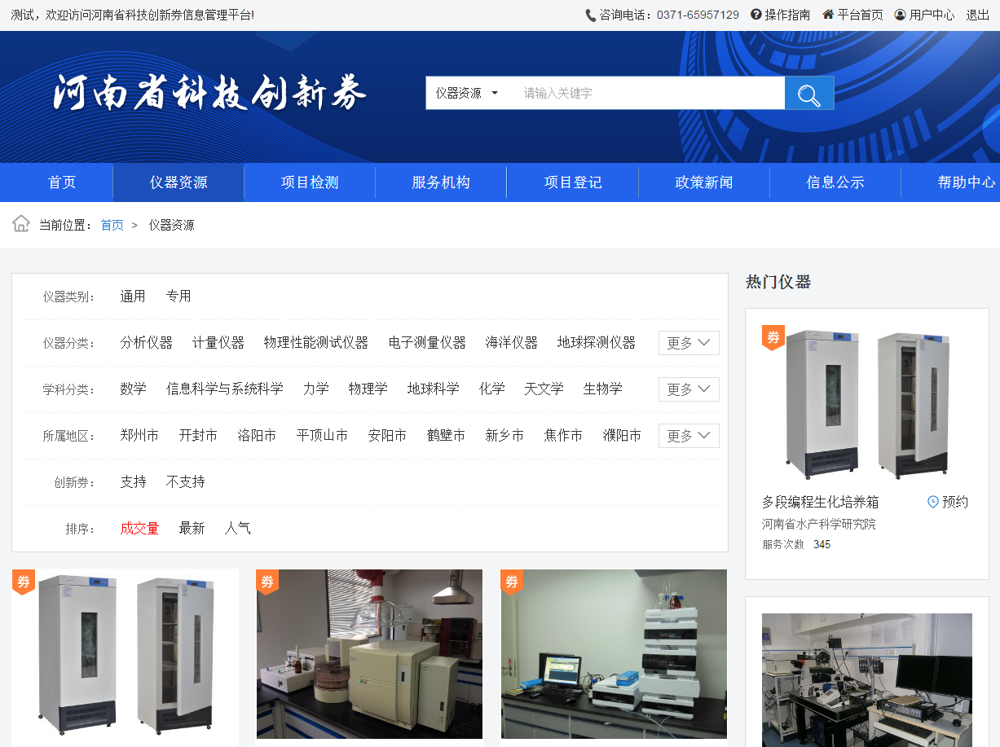 测试，欢迎访问河南省科技创新券信息管理平台!
咨询电话：0371-65957129 操作指南 平台首页 用户中心 退出
河南省科技创新券
仪器资源 请输入关键字
首页 仪器资源 项目检测 服务机构 项目登记 政策新闻 信息公示 帮助中心
当前位置： 首页 > 仪器资源
仪器类别： 通用 专用
仪器分类： 分析仪器 计量仪器 物理性能测试仪器 电子测量仪器 海洋仪器 地球探测仪器 更多
学科分类： 数学 信息科学与系统科学 力学 物理学 地球科学 化学 天文学 生物学 更多
所属地区： 郑州市 开封市 洛阳市 平顶山市 安阳市 鹤壁市 新乡市 焦作市 濮阳市 更多
创新券： 支持 不支持
排序： 成交量 最新 人气
热门仪器
劵
多段编程生化培养箱 预约
河南省水产科学研究院
服务次数 345
劵
劵
劵